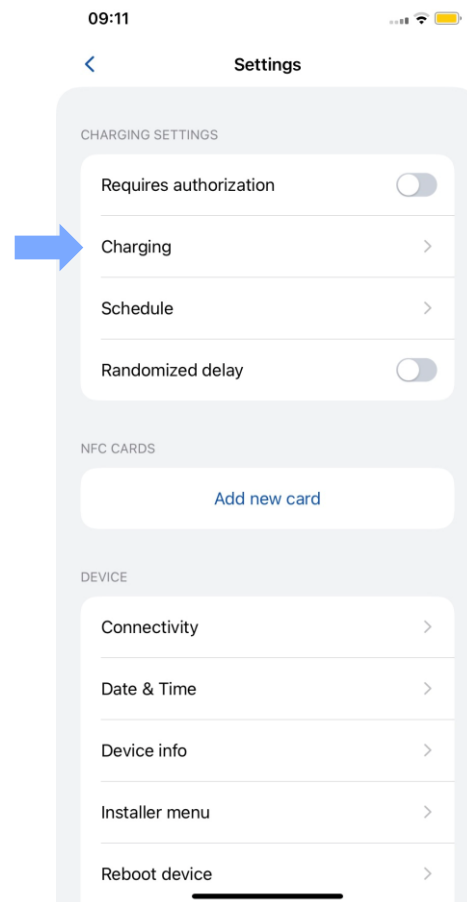 09:11
Settings
CHARGING SETTINGS
Requires authorization
Charging
Schedule
Randomized delay
NFC CARDS
Add new card
DEVICE
Connectivity
Date & Time
Device info
Installer menu
Reboot device